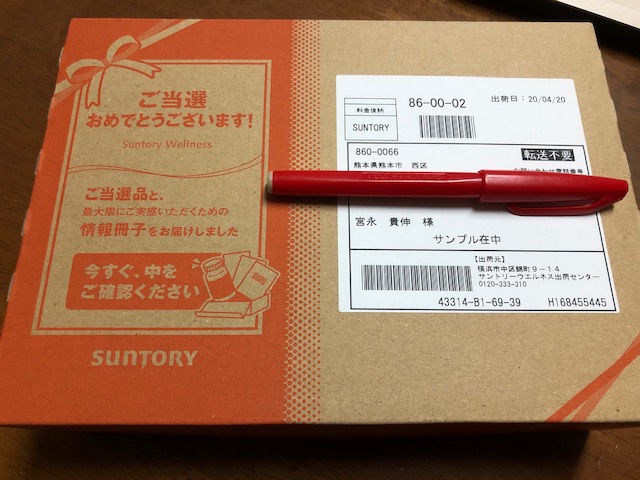 ご当選
おめでとうございます!
Suntory Wellness
ご当選品と、
最大限にご実感いただくための
情報冊子をお届けしました
今すぐ、中を
ご確認ください
SUNTORY
料金後納
SUNTORY
86-00-02
出荷日:20/04/20
860-0066
転送不要
熊本県熊本市 西区
宮永 貴伸 様
サンプル在中
【出荷元】
横浜市中区錦町9-14
サントリーウエルネス出荷センター
0120-333-310
43314-B1-69-39
H168455445